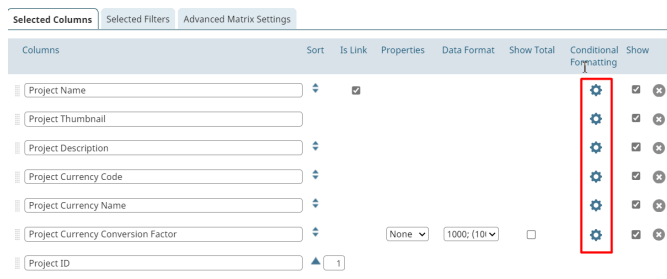 Selected Columns Selected Filters Advanced Matrix Settings
Columns Sort Is Link Properties Data Format Show Total Conditional Formatting Show
Project Name
Project Thumbnail
Project Description
Project Currency Code
Project Currency Name
Project Currency Conversion Factor None 1000; (10
Project ID 1